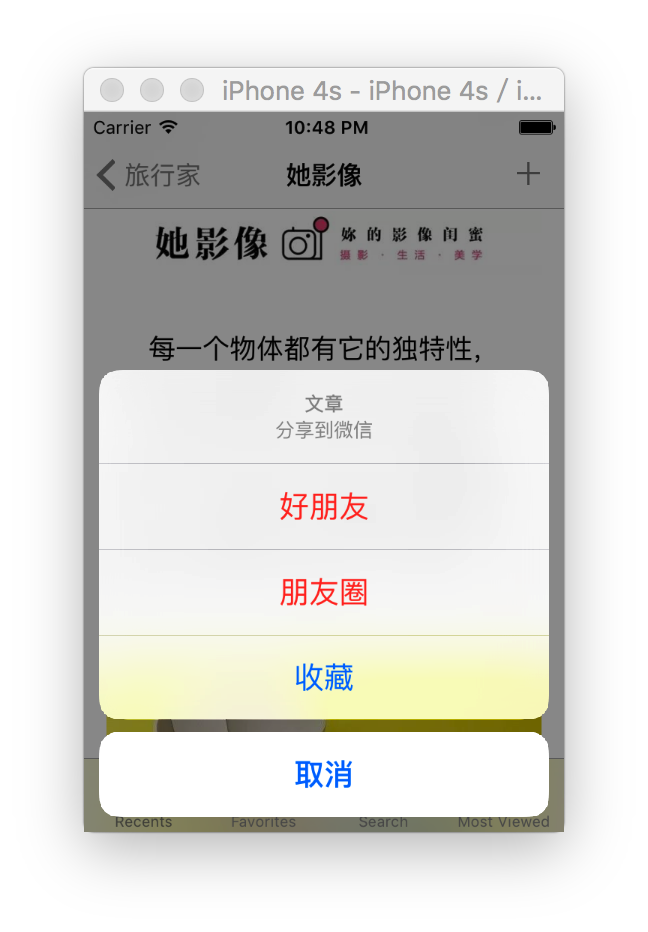 iPhone 4s - iPhone 4s / i...
Carrier 10:48 PM
旅行家 她影像 +
她影像 妳的影像闺蜜
摄影 · 生活 · 美学
每一个物体都有它的独特性，
文章
分享到微信
好朋友
朋友圈
收藏
取消
Recents Favorites Search Most Viewed